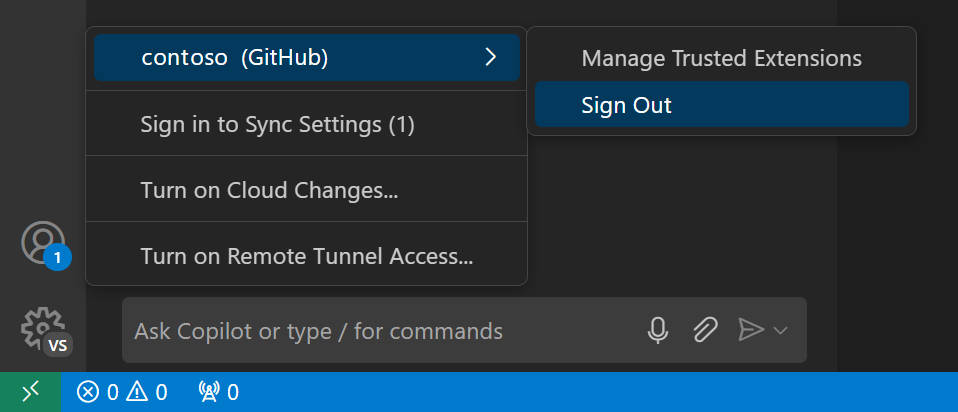 contoso (GitHub)
Manage Trusted Extensions
Sign Out
Sign in to Sync Settings (1)
Turn on Cloud Changes...
Turn on Remote Tunnel Access...
1
VS
Ask Copilot or type / for commands
0 0 0